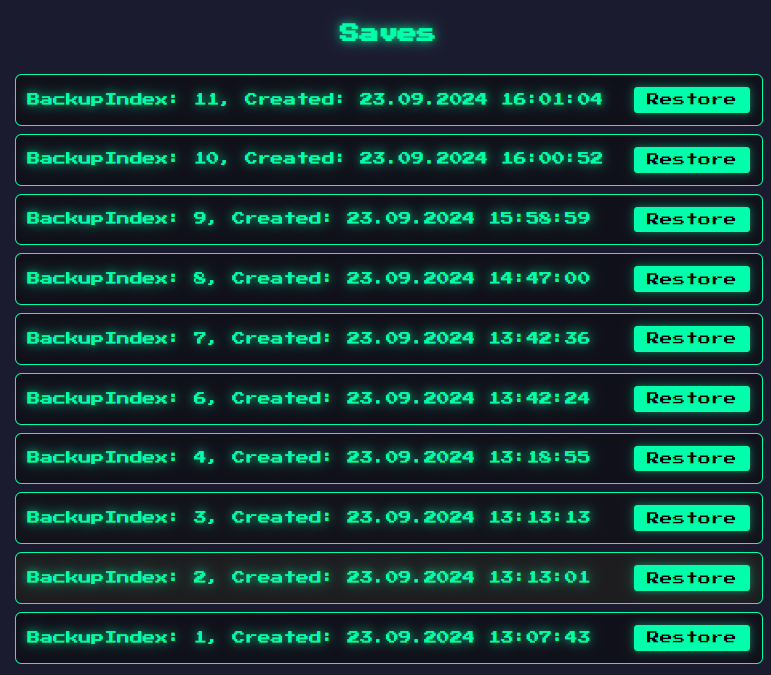 Saves
BackupIndex: 11, Created: 23.09.2024 16:01:04 Restore
BackupIndex: 10, Created: 23.09.2024 16:00:52 Restore
BackupIndex: 9, Created: 23.09.2024 15:58:59 Restore
BackupIndex: 8, Created: 23.09.2024 14:47:00 Restore
BackupIndex: 7, Created: 23.09.2024 13:42:36 Restore
BackupIndex: 6, Created: 23.09.2024 13:42:24 Restore
BackupIndex: 4, Created: 23.09.2024 13:18:55 Restore
BackupIndex: 3, Created: 23.09.2024 13:13:13 Restore
BackupIndex: 2, Created: 23.09.2024 13:13:01 Restore
BackupIndex: 1, Created: 23.09.2024 13:07:43 Restore